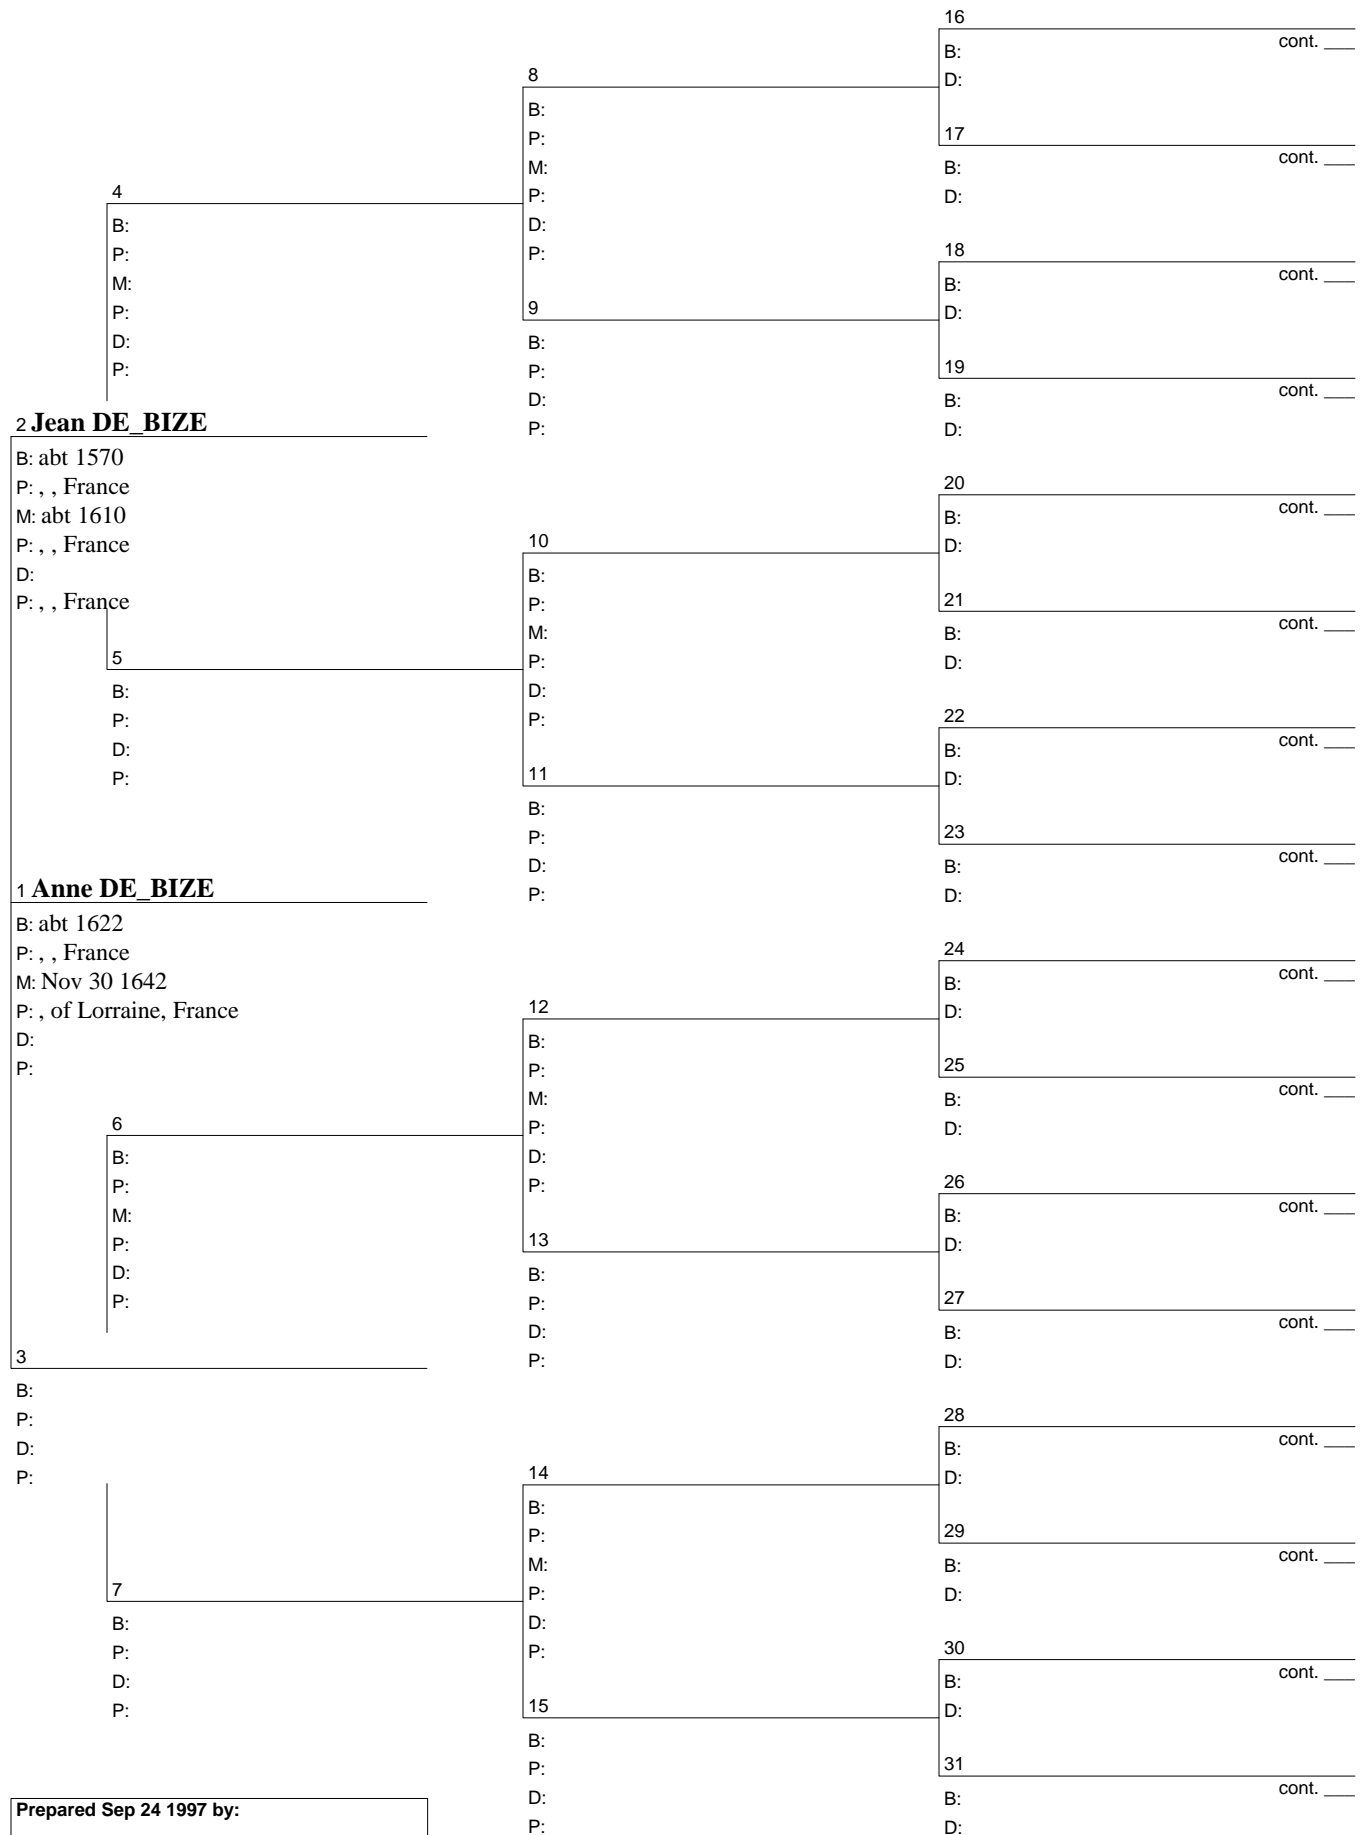 16
cont. ___
B:
D:
8
B:
P:
M:
P:
D:
P:
17
cont. ___
B:
D:
4
B:
P:
M:
P:
D:
P:
18
cont. ___
B:
D:
9
B:
P:
D:
P:
19
cont. ___
B:
D:
2 Jean DE_BIZE
B: abt 1570
P: , , France
M: abt 1610
P: , , France
D:
P: , , France
20
cont. ___
B:
D:
10
B:
P:
M:
P:
D:
P:
21
cont. ___
B:
D:
5
B:
P:
D:
P:
22
cont. ___
B:
D:
11
B:
P:
D:
P:
23
cont. ___
B:
D:
1 Anne DE_BIZE
B: abt 1622
P: , , France
M: Nov 30 1642
P: , of Lorraine, France
D:
P:
24
cont. ___
B:
D:
12
B:
P:
M:
P:
D:
P:
25
cont. ___
B:
D:
6
B:
P:
M:
P:
D:
P:
26
cont. ___
B:
D:
13
B:
P:
D:
P:
27
cont. ___
B:
D:
3
B:
P:
D:
P:
28
cont. ___
B:
D:
14
B:
P:
M:
P:
D:
P:
29
cont. ___
B:
D:
7
B:
P:
D:
P:
30
cont. ___
B:
D:
15
B:
P:
D:
P:
31
cont. ___
B:
D:
Prepared Sep 24 1997 by: